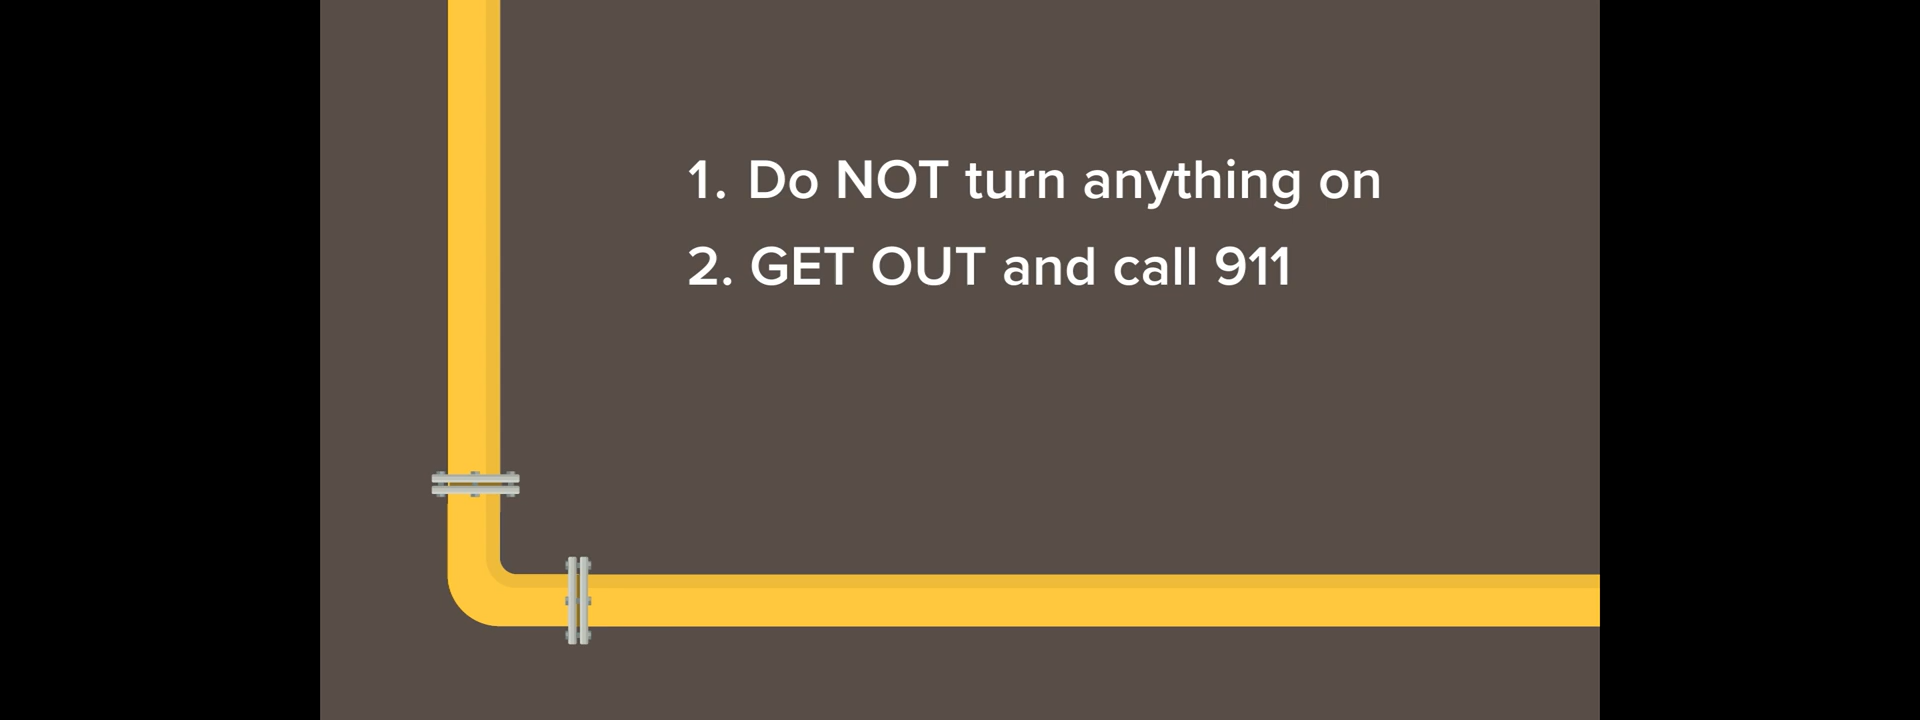 1. Do NOT turn anything on
2. GET OUT and call 911